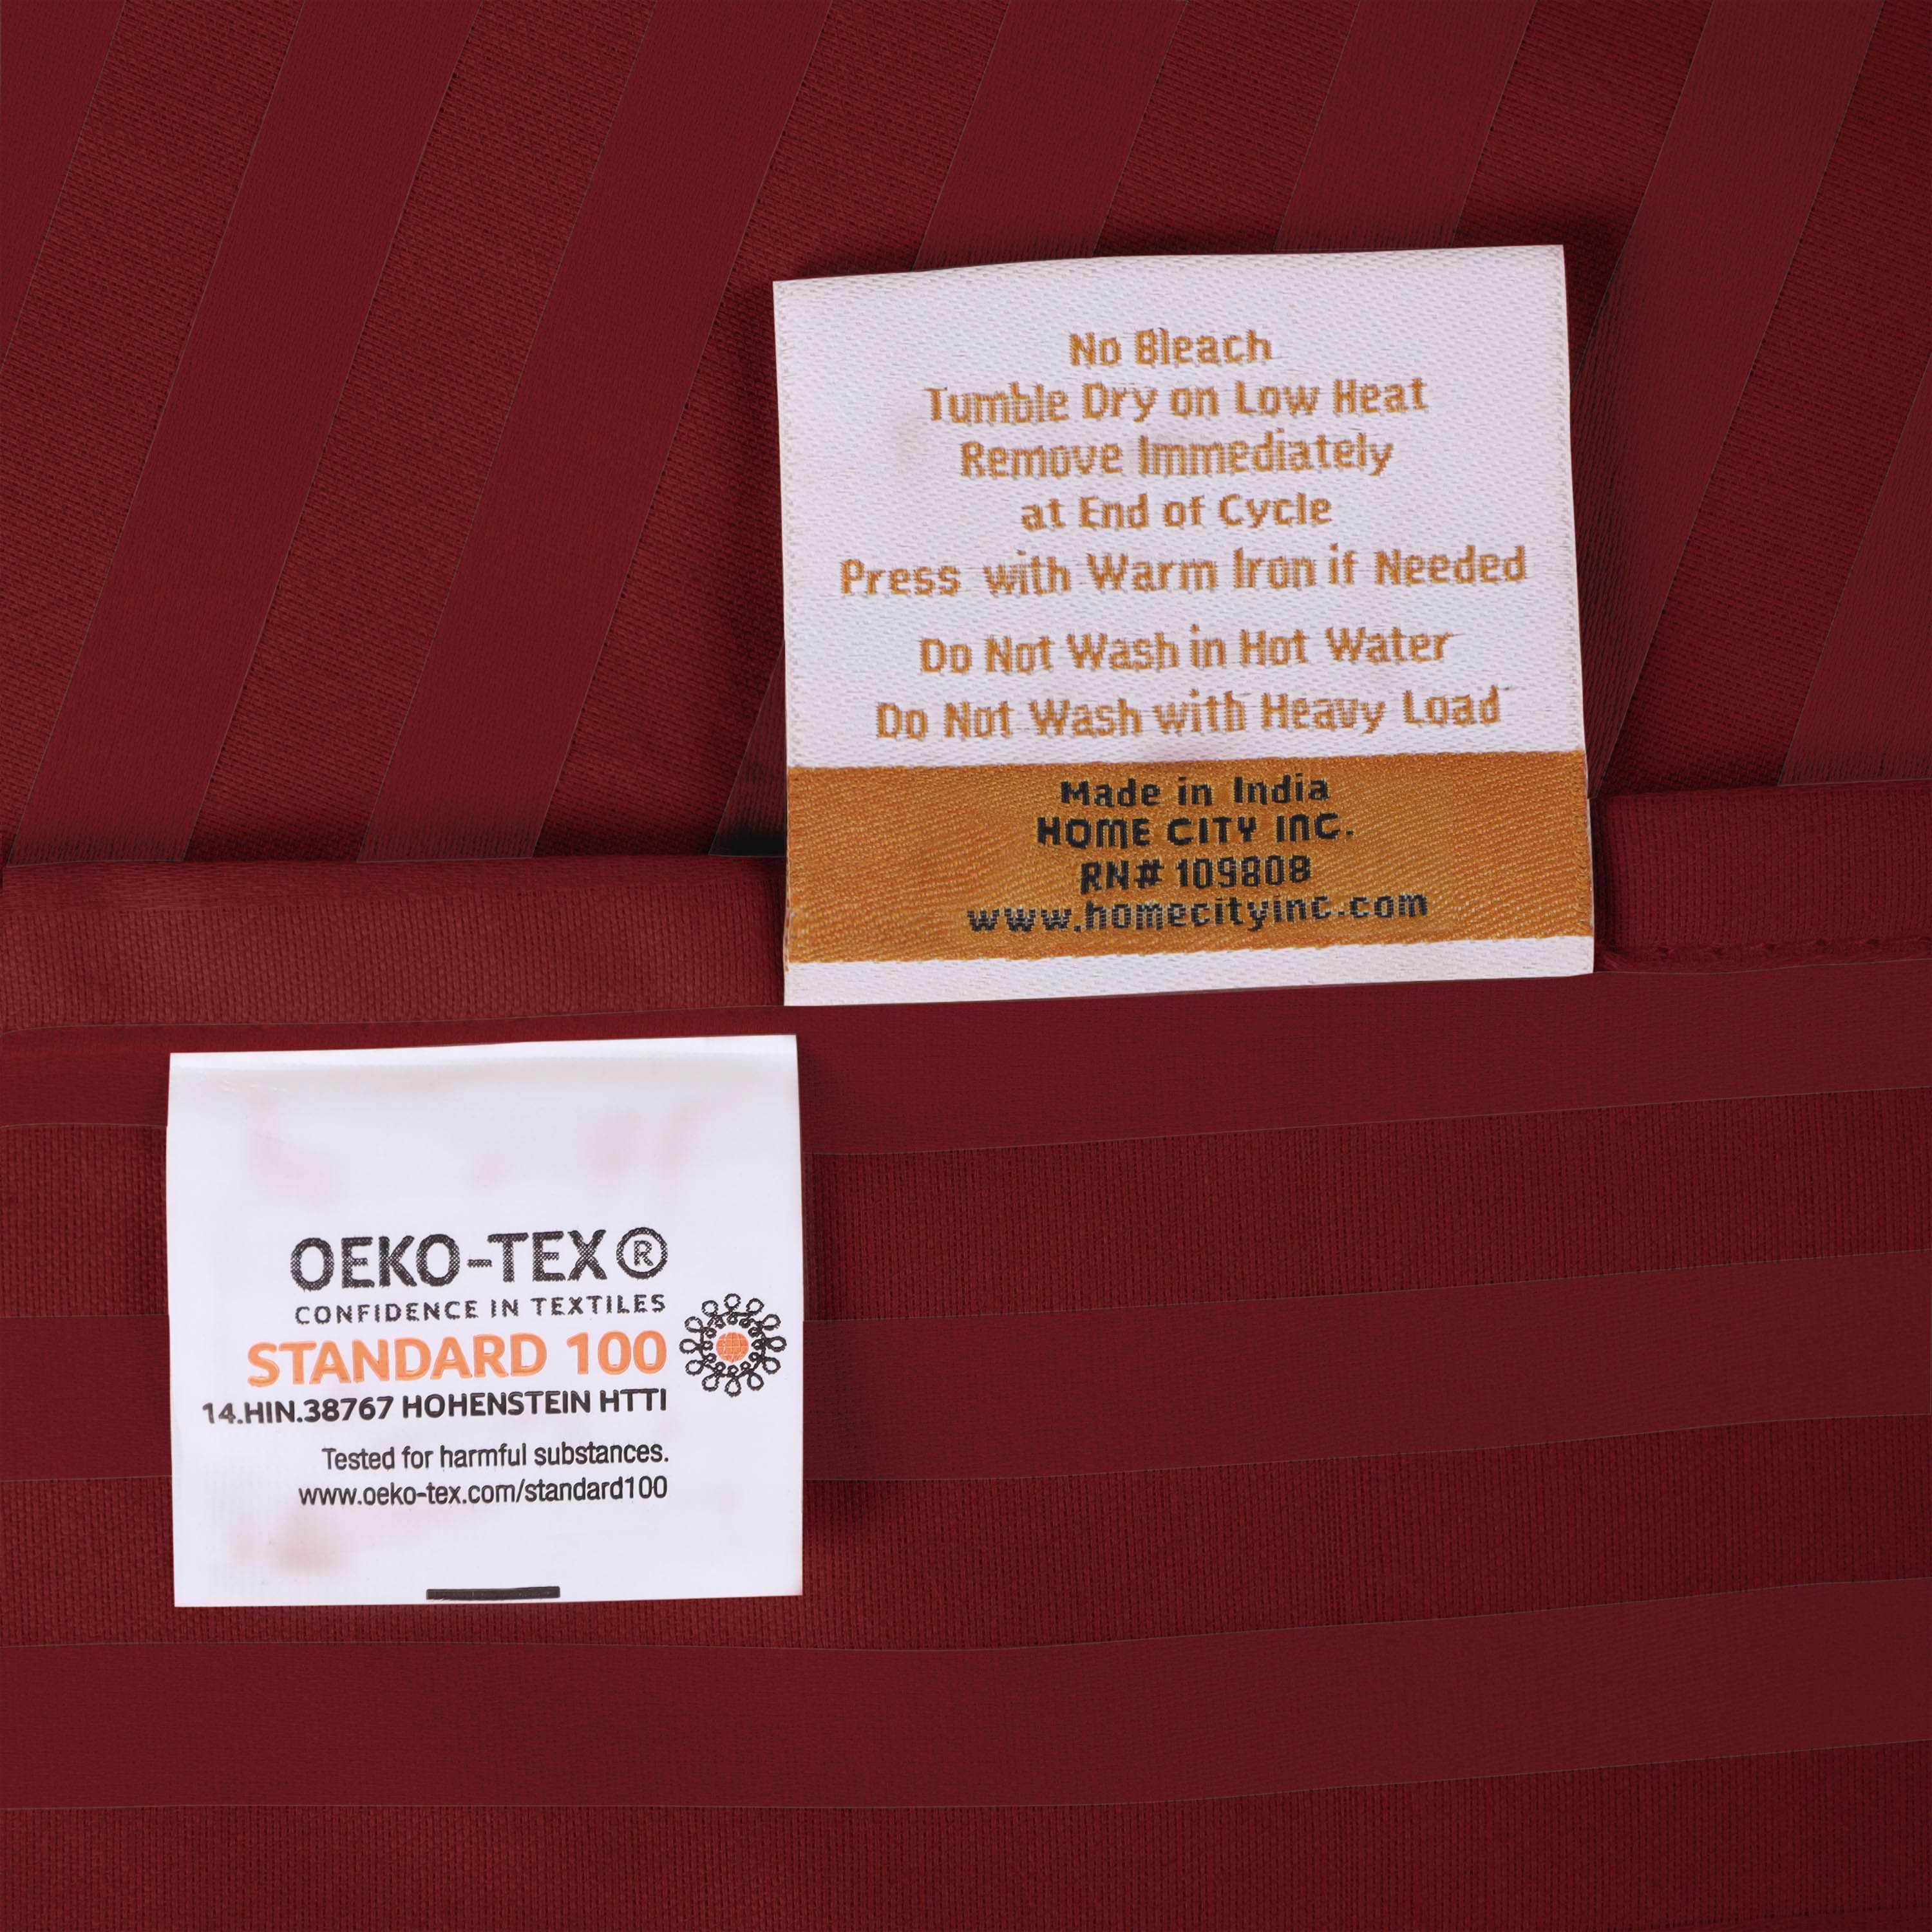 No Bleach
Tumble Dry on Low Heat
Remove Immediately
at End of Cycle
Press with Warm Iron if Needed
Do Not Wash in Hot Water
Do Not Wash with Heavy Load
Made in India
HOME CITY INC.
RN# 109808
www.homecityinc.com
OEKO-TEX®
CONFIDENCE IN TEXTILES
STANDARD 100
14.HIN.38767 HOHENSTEIN HTTI
Tested for harmful substances.
www.oeko-tex.com/standard100